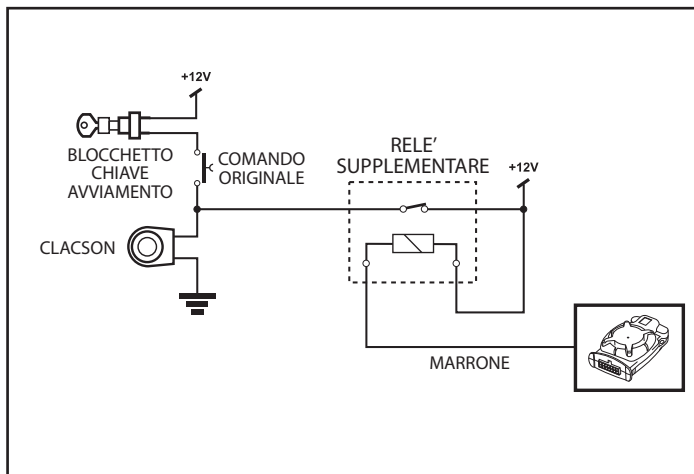 +12V
BLOCCHETTO
CHIAVE
AVVIAMENTO
COMANDO
ORIGINALE
RELE'
SUPPLEMENTARE
+12V
CLACSON
MARRONE